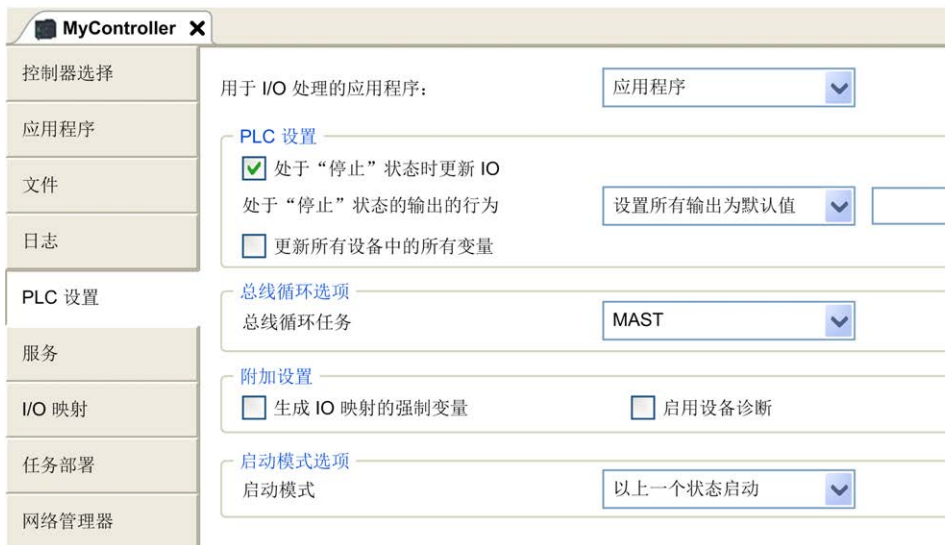 MyController
控制器选择
应用程序
文件
日志
PLC 设置
服务
I/O 映射
任务部署
网络管理器
用于 I/O 处理的应用程序:
应用程序
PLC 设置
处于“停止”状态时更新 IO
处于“停止”状态的输出的行为
设置所有输出为默认值
更新所有设备中的所有变量
总线循环选项
总线循环任务
MAST
附加设置
生成 IO 映射的强制变量
启用设备诊断
启动模式选项
启动模式
以上一个状态启动